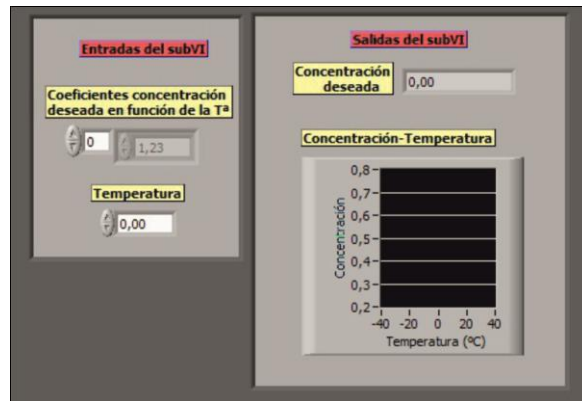 Entradas del subVI
Coeficientes concentración
deseada en función de la Tª
0
1,23
Temperatura
0,00
Salidas del subVI
Concentración
deseada
0,00
Concentración-Temperatura
Concentración
0,8
0,7
0,6
0,5
0,4
0,3
0,2
-40 -20 0 20 40
Temperatura (ºC)